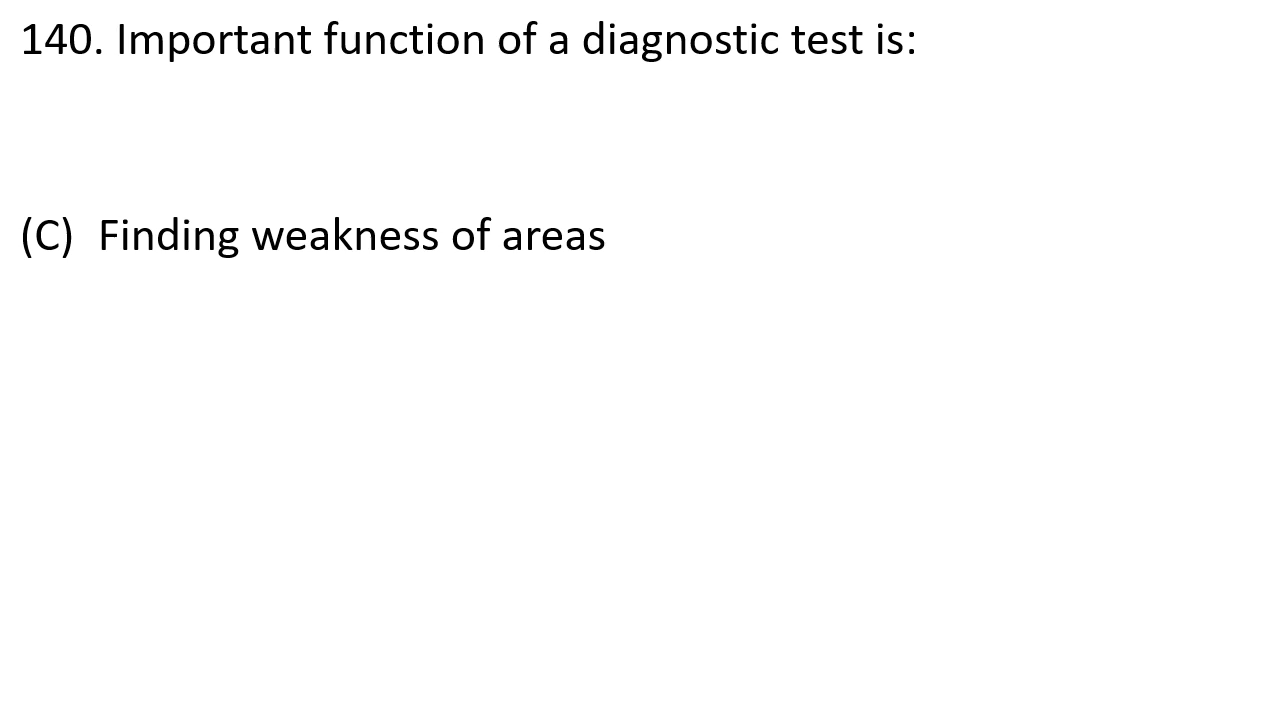 140. Important function of a diagnostic test is:
(C) Finding weakness of areas